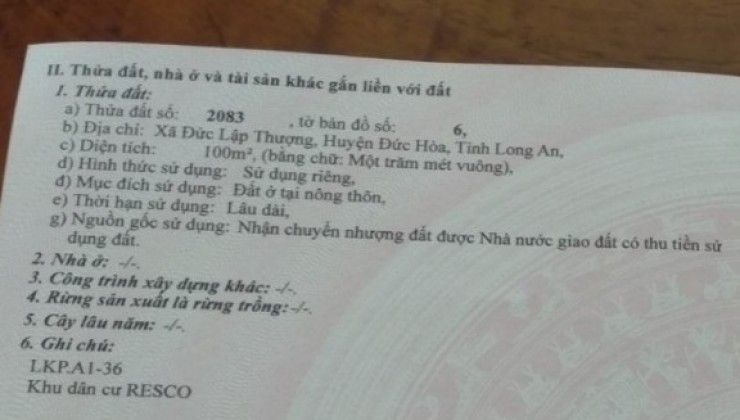 II. Thửa đất, nhà ở và tài sản khác gắn liền với đất
1. Thửa đất:
a) Thửa đất số: 2083 , tờ bản đồ số: 6,
b) Địa chỉ: Xã Đức Lập Thượng, Huyện Đức Hòa, Tỉnh Long An,
c) Diện tích: 100m², (bằng chữ: Một trăm mét vuông),
d) Hình thức sử dụng: Sử dụng riêng,
đ) Mục đích sử dụng: Đất ở tại nông thôn,
e) Thời hạn sử dụng: Lâu dài,
g) Nguồn gốc sử dụng: Nhận chuyển nhượng đất được Nhà nước giao đất có thu tiền sử
dụng đất.
2. Nhà ở: -/-.
3. Công trình xây dựng khác: -/-.
4. Rừng sản xuất là rừng trồng: -/-.
5. Cây lâu năm: -/-.
6. Ghi chú:
LKP.A1-36
Khu dân cư RESCO